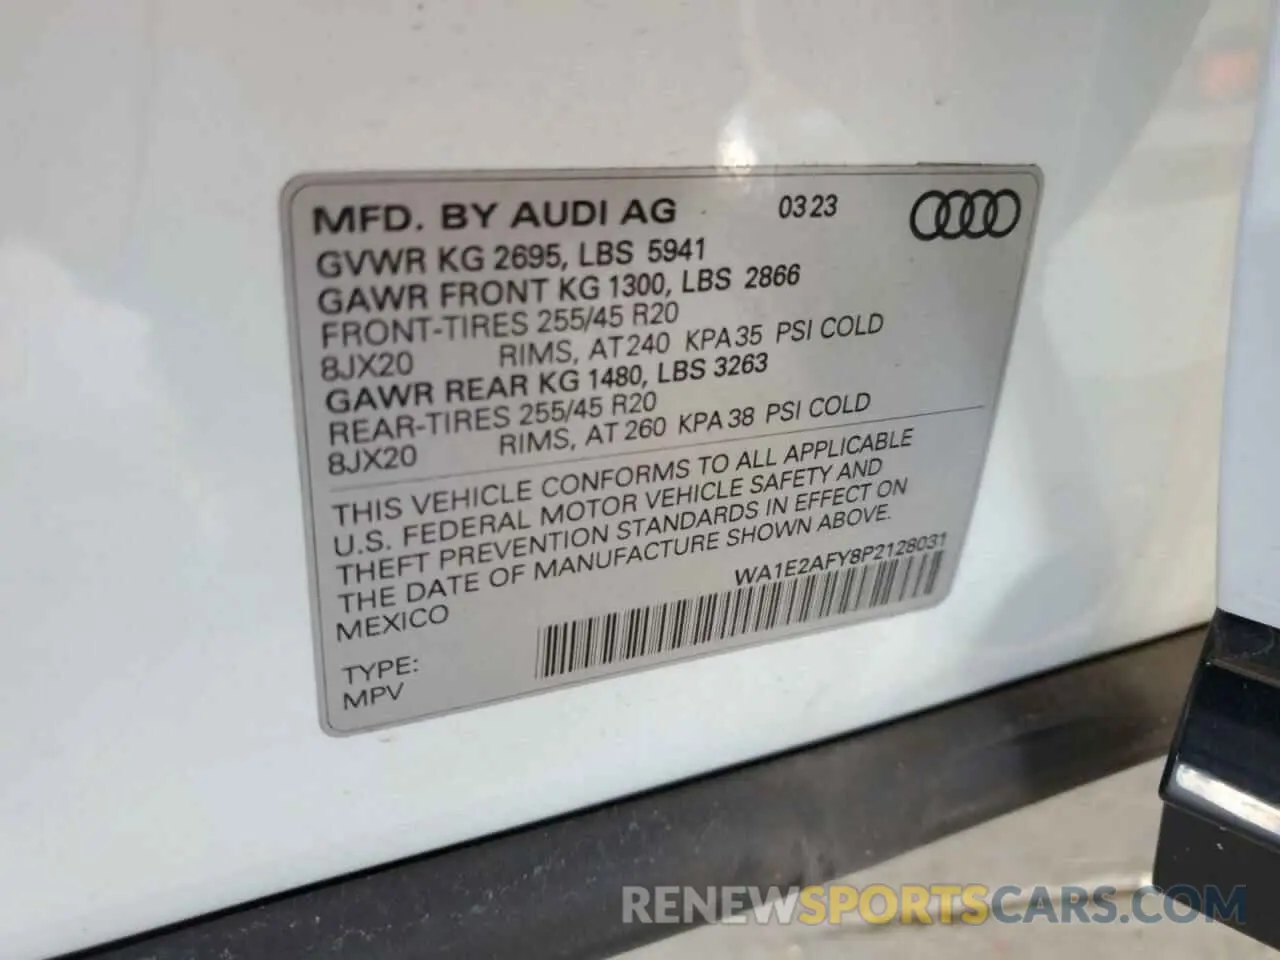 MFD. BY AUDI AG 03 23
GVWR KG 2695, LBS 5941
GAWR FRONT KG 1300, LBS 2866
FRONT-TIRES 255/45 R20
8JX20 RIMS, AT 240 KPA 35 PSI COLD
GAWR REAR KG 1480, LBS 3263
REAR-TIRES 255/45 R20
8JX20 RIMS, AT 260 KPA 38 PSI COLD
THIS VEHICLE CONFORMS TO ALL APPLICABLE
U.S. FEDERAL MOTOR VEHICLE SAFETY AND
THEFT PREVENTION STANDARDS IN EFFECT ON
THE DATE OF MANUFACTURE SHOWN ABOVE.
MEXICO WA1E2AFY8P2128031
TYPE:
MPV
RENEWSPORTSCARS.COM